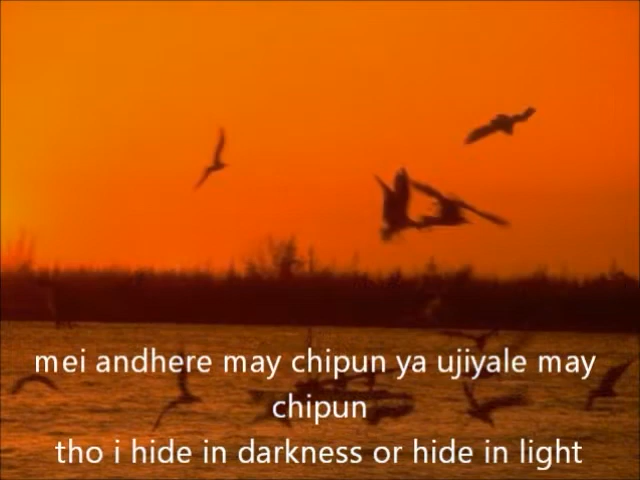 mei andhere may chipun ya ujiyale may
chipun
tho i hide in darkness or hide in light